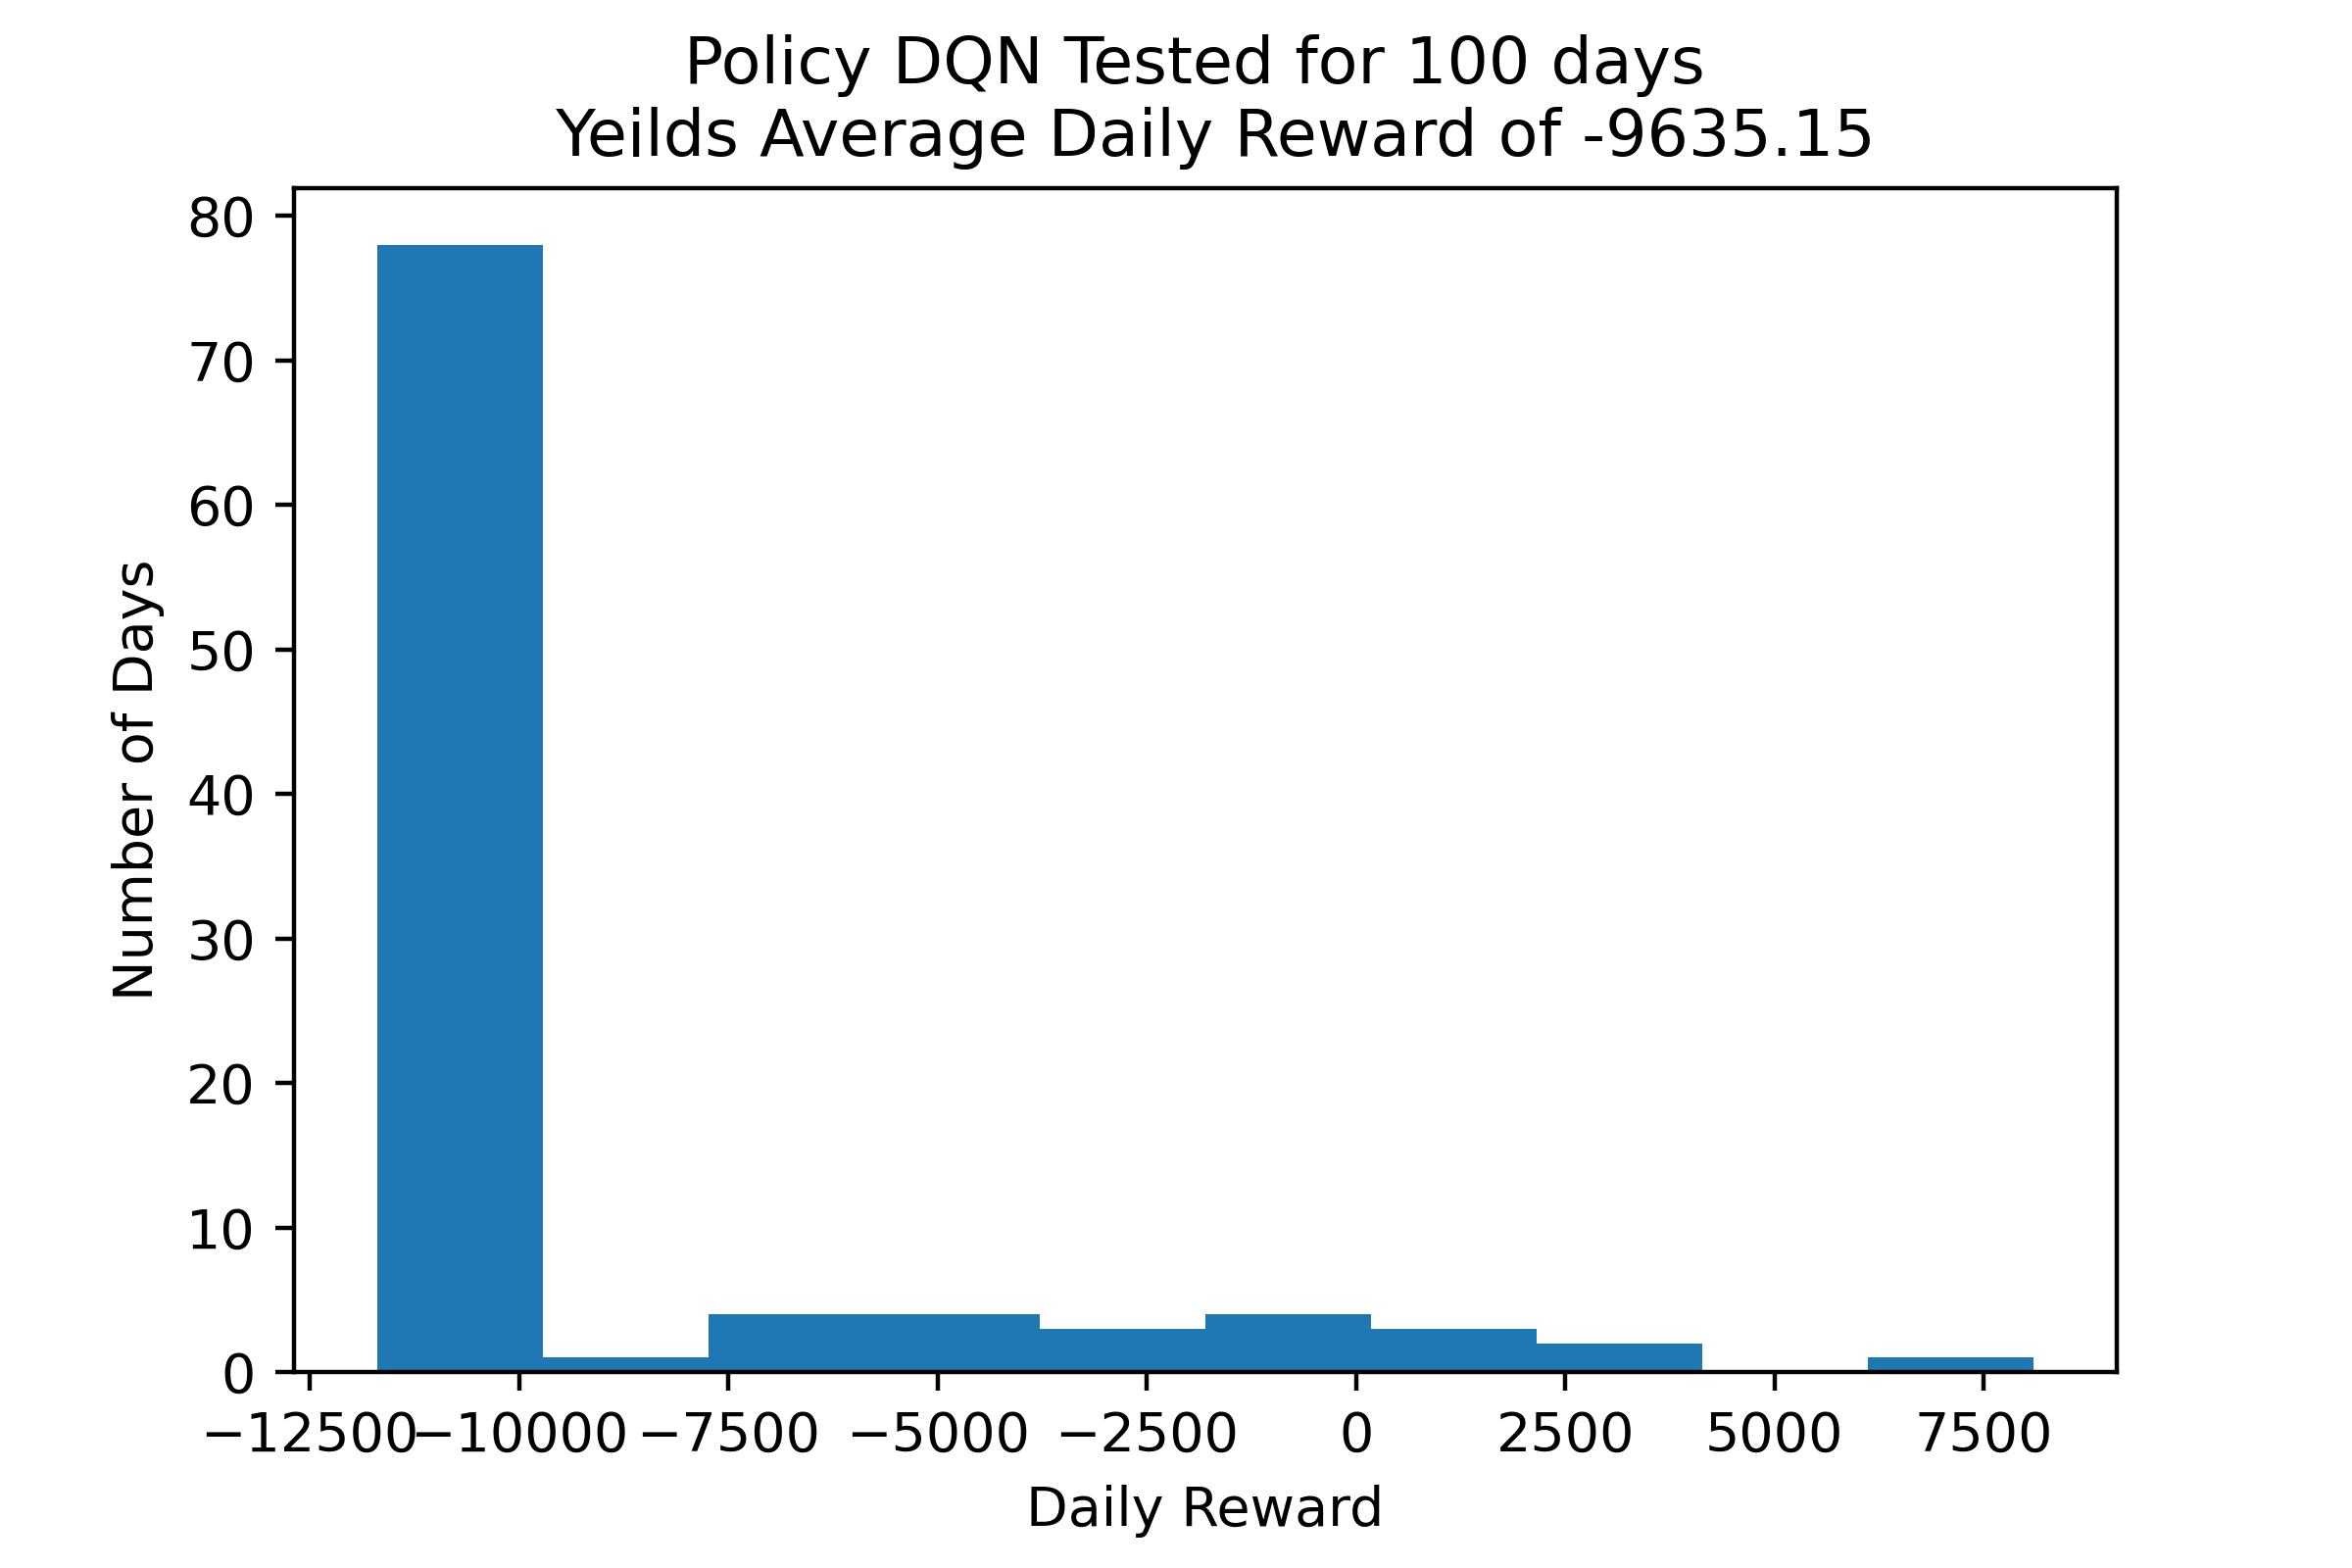 Policy DQN Tested for 100 days
Yeilds Average Daily Reward of -9635.15
80
70
60
50
40
30
20
10
0
Number of Days
−12500 −10000 −7500 −5000 −2500 0 2500 5000 7500
Daily Reward